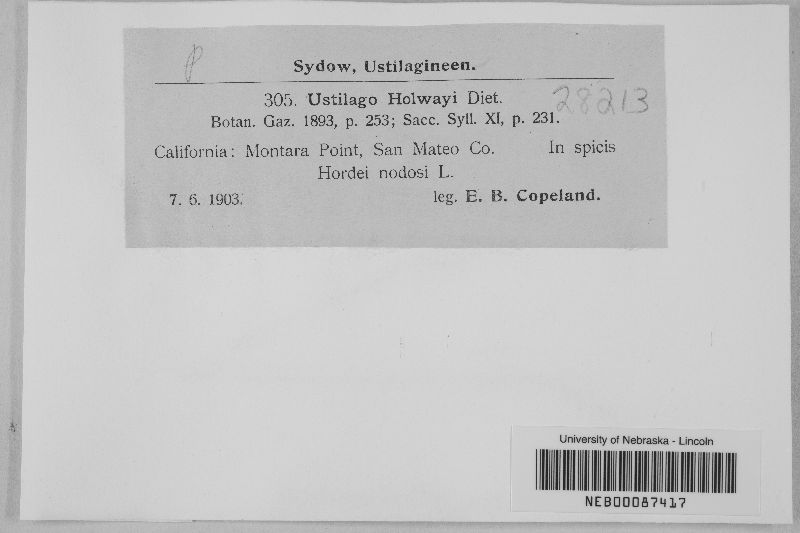 Sydow, Ustilagineen.
305. Ustilago Holwayi Diet. 28213
Botan. Gaz. 1893, p. 253; Sacc. Syll. XI, p. 231.
California: Montara Point, San Mateo Co. In spicis
Hordei nodosi L.
7. 6. 1903. leg. E. B. Copeland.
University of Nebraska - Lincoln
NEB00087417